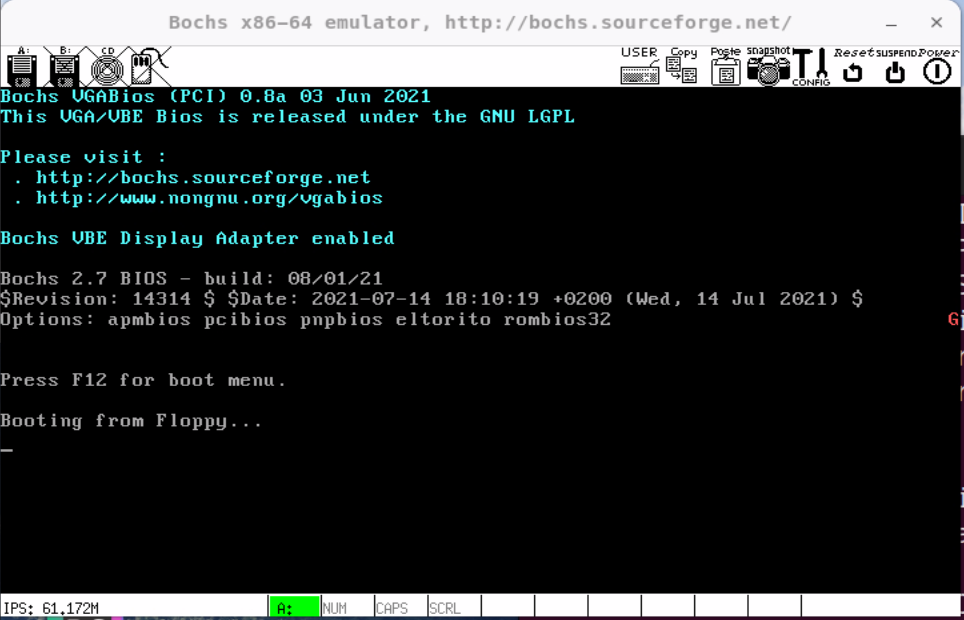 Bochs x86-64 emulator, http://bochs.sourceforge.net/
A: B: CD USER Copy Paste snapshot CONFIG Reset SUSPEND Power
Bochs VGABios (PCI) 0.8a 03 Jun 2021
This VGA/VBE Bios is released under the GNU LGPL
Please visit :
. http://bochs.sourceforge.net
. http://www.nongnu.org/vgabios
Bochs VBE Display Adapter enabled
Bochs 2.7 BIOS - build: 08/01/21
$Revision: 14314 $ $Date: 2021-07-14 18:10:19 +0200 (Wed, 14 Jul 2021) $
Options: apmbios pcibios pnpbios eltorito rombios32
Press F12 for boot menu.
Booting from Floppy...
_
IPS: 61.172M A: NUM CAPS SCRL